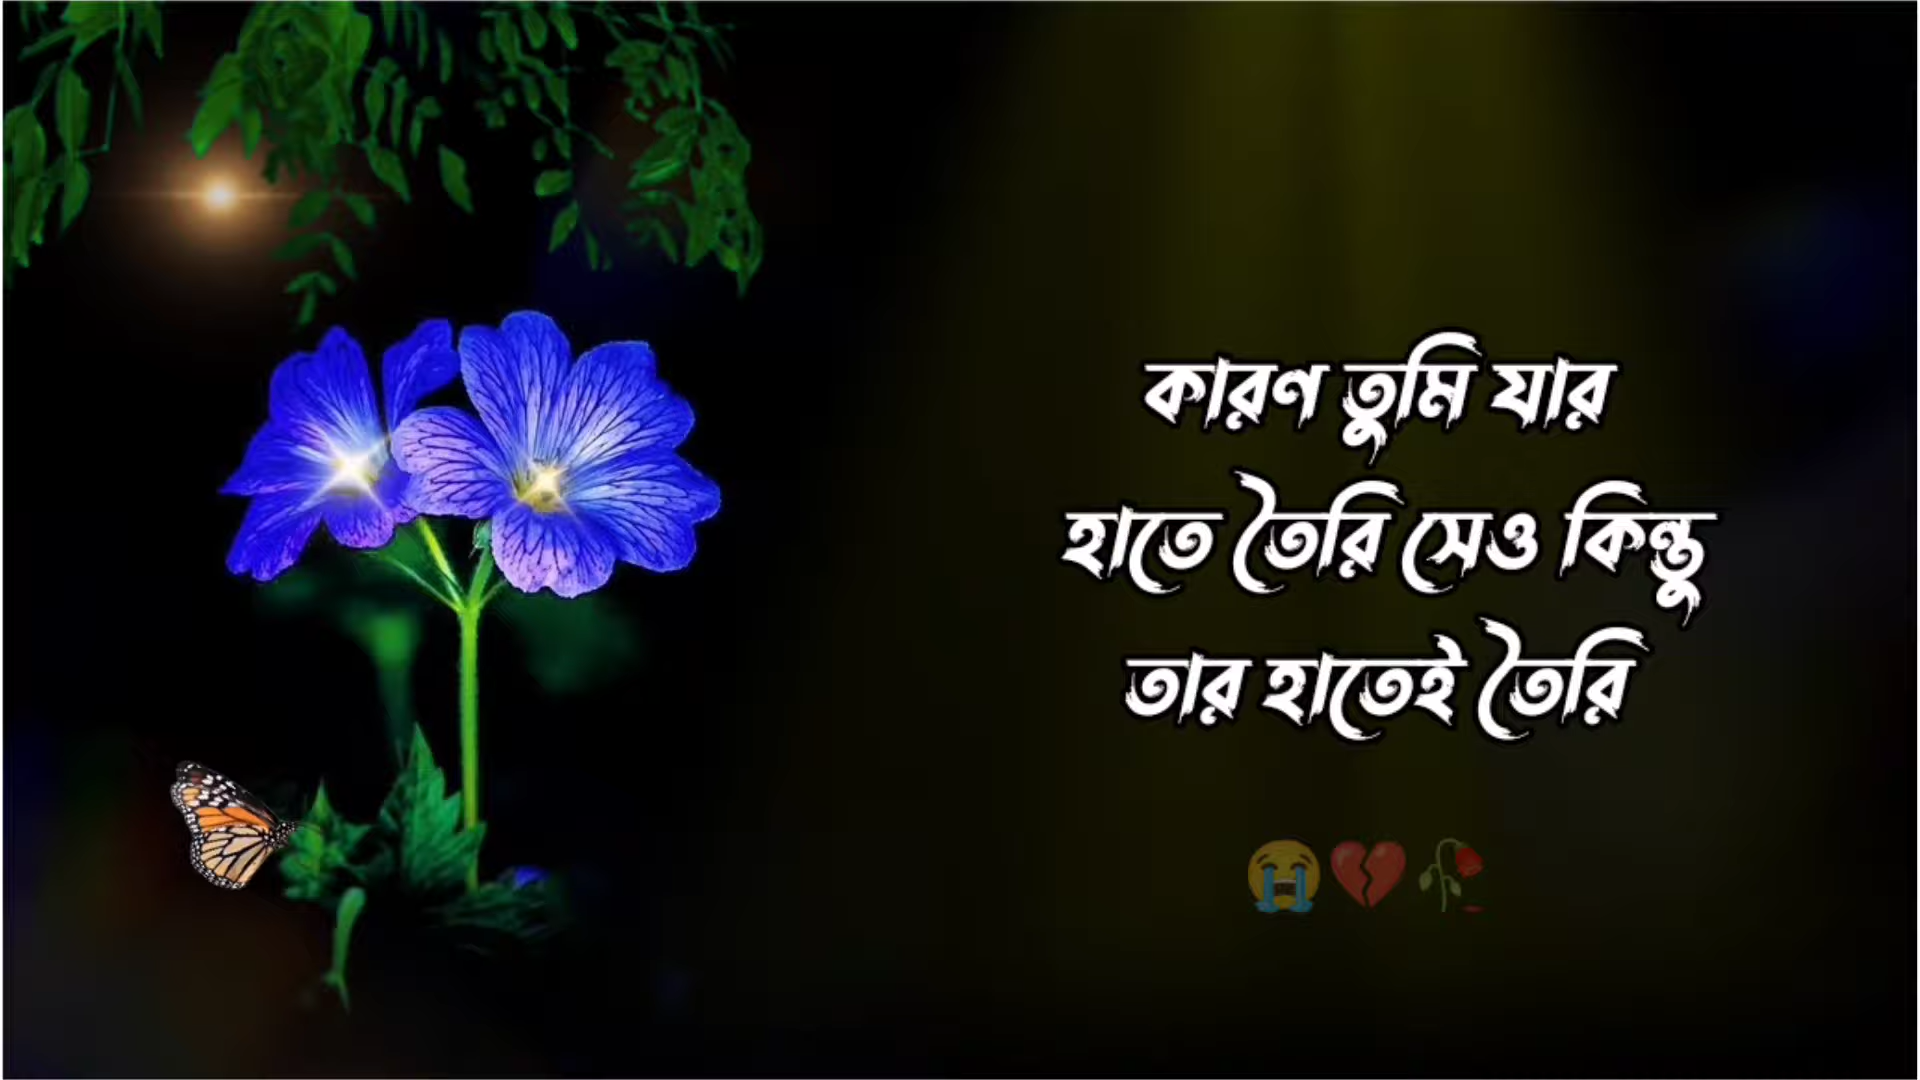 কারণ তুমি যার
হাতে তৈরি সেও কিন্তু
তার হাতেই তৈরি
😭💔🥀